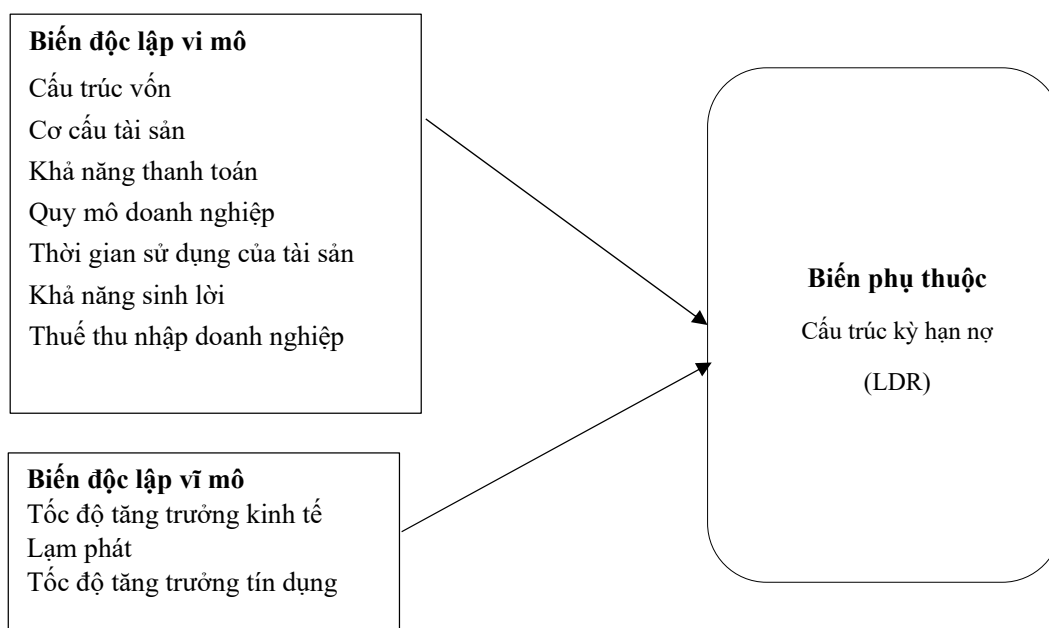 Biến độc lập vi mô
Cấu trúc vốn
Cơ cấu tài sản
Khả năng thanh toán
Quy mô doanh nghiệp
Thời gian sử dụng của tài sản
Khả năng sinh lời
Thuế thu nhập doanh nghiệp
Biến độc lập vĩ mô
Tốc độ tăng trưởng kinh tế
Lạm phát
Tốc độ tăng trưởng tín dụng
Biến phụ thuộc
Cấu trúc kỳ hạn nợ
(LDR)